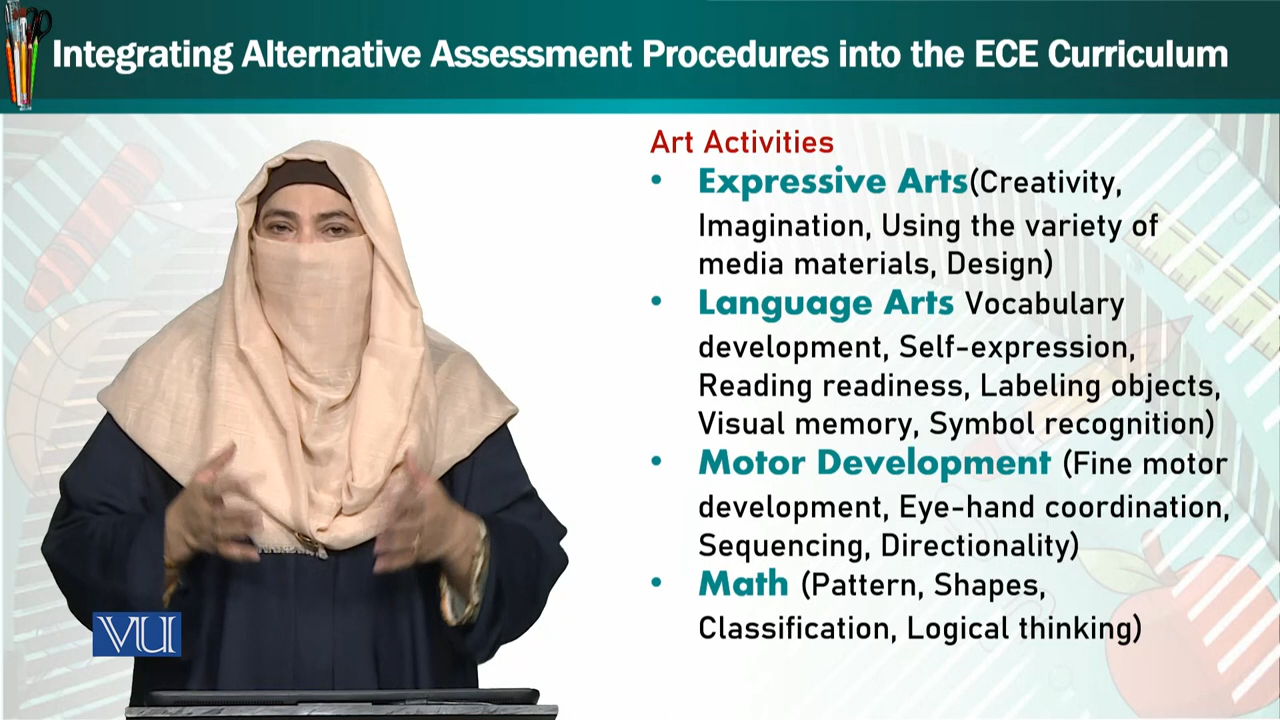 Integrating Alternative Assessment Procedures into the ECE Curriculum
Art Activities
• Expressive Arts(Creativity,
Imagination, Using the variety of
media materials, Design)
• Language Arts Vocabulary
development, Self-expression,
Reading readiness, Labeling objects,
Visual memory, Symbol recognition)
• Motor Development (Fine motor
development, Eye-hand coordination,
Sequencing, Directionality)
• Math (Pattern, Shapes,
Classification, Logical thinking)
VU